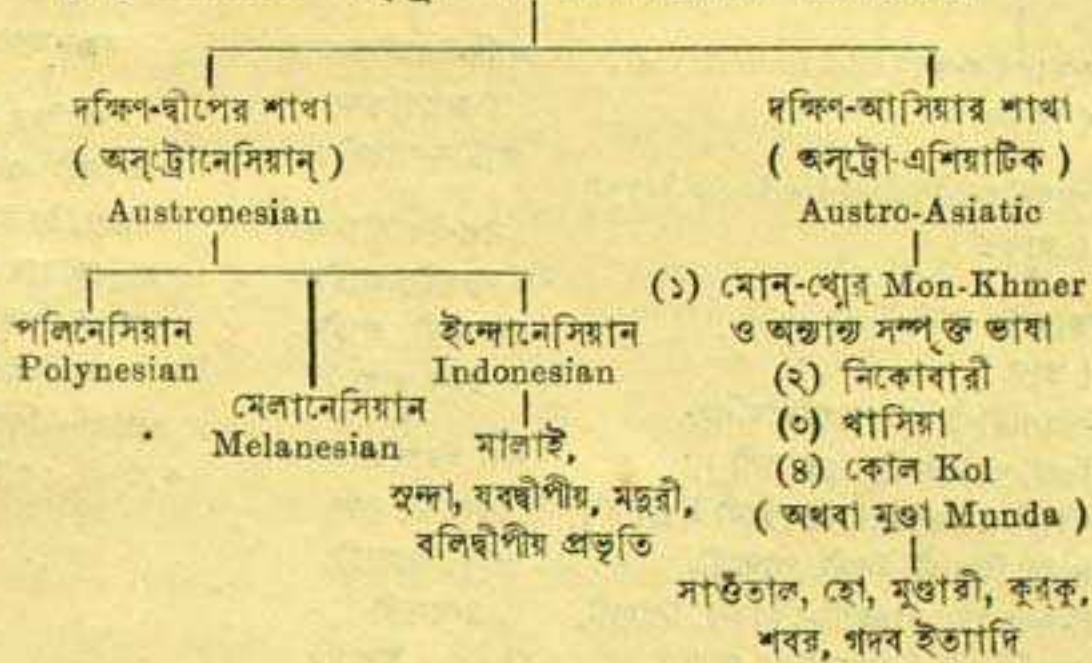 দক্ষিণ-দ্বীপের শাখা
( অস্‌ট্রোনেসিয়ান্ )
Austronesian
পলিনেসিয়ান
Polynesian
মেলানেসিয়ান
Melanesian
ইন্দোনেসিয়ান
Indonesian
মালাই,
সুন্দা, যবদ্বীপীয়, মদুরী,
বলিদ্বীপীয় প্রভৃতি
দক্ষিণ-আসিয়ার শাখা
( অস্‌ট্রো-এশিয়াটিক )
Austro-Asiatic
(১) মোন্-খ্মের্ Mon-Khmer
ও অন্যান্য সম্পৃক্ত ভাষা
(২) নিকোবারী
(৩) খাসিয়া
(৪) কোল Kol
( অথবা মুণ্ডা Munda )
সাওঁতাল, হো, মুণ্ডারী, কুর্‌কু,
শবর, গদব ইত্যাদি